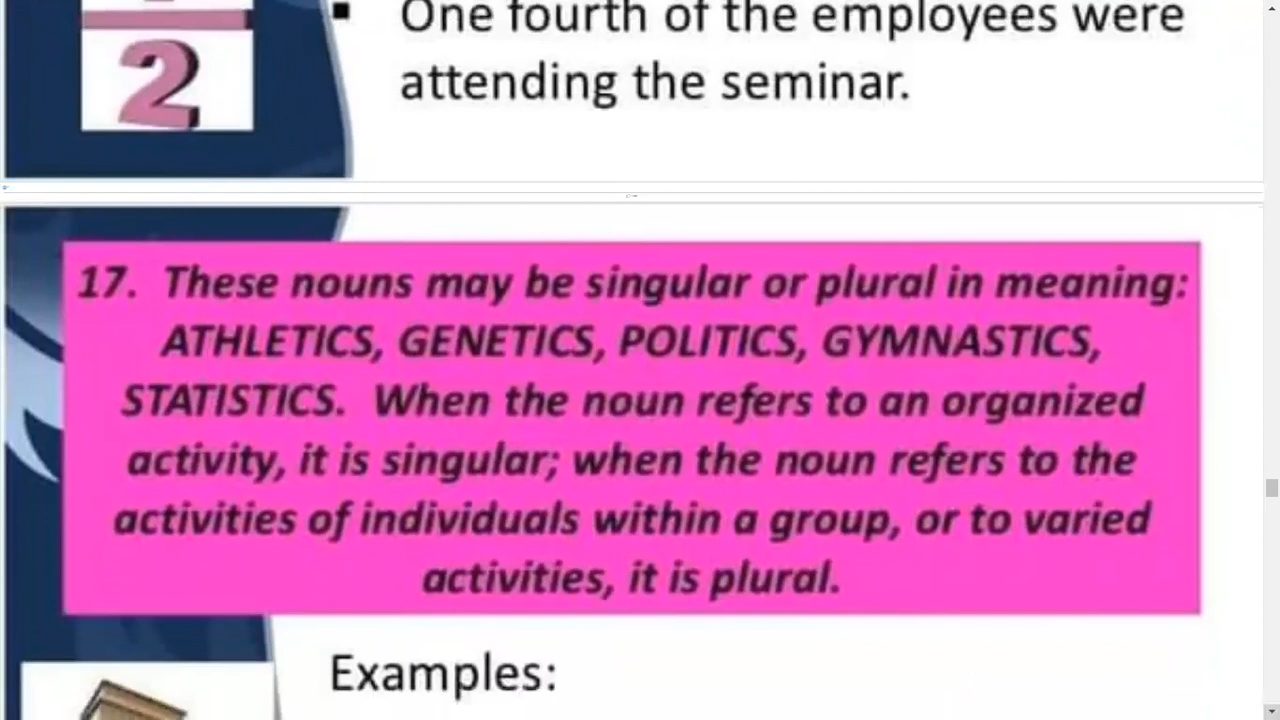 2
▪ One fourth of the employees were
attending the seminar.
17. These nouns may be singular or plural in meaning:
ATHLETICS, GENETICS, POLITICS, GYMNASTICS,
STATISTICS. When the noun refers to an organized
activity, it is singular; when the noun refers to the
activities of individuals within a group, or to varied
activities, it is plural.
Examples: